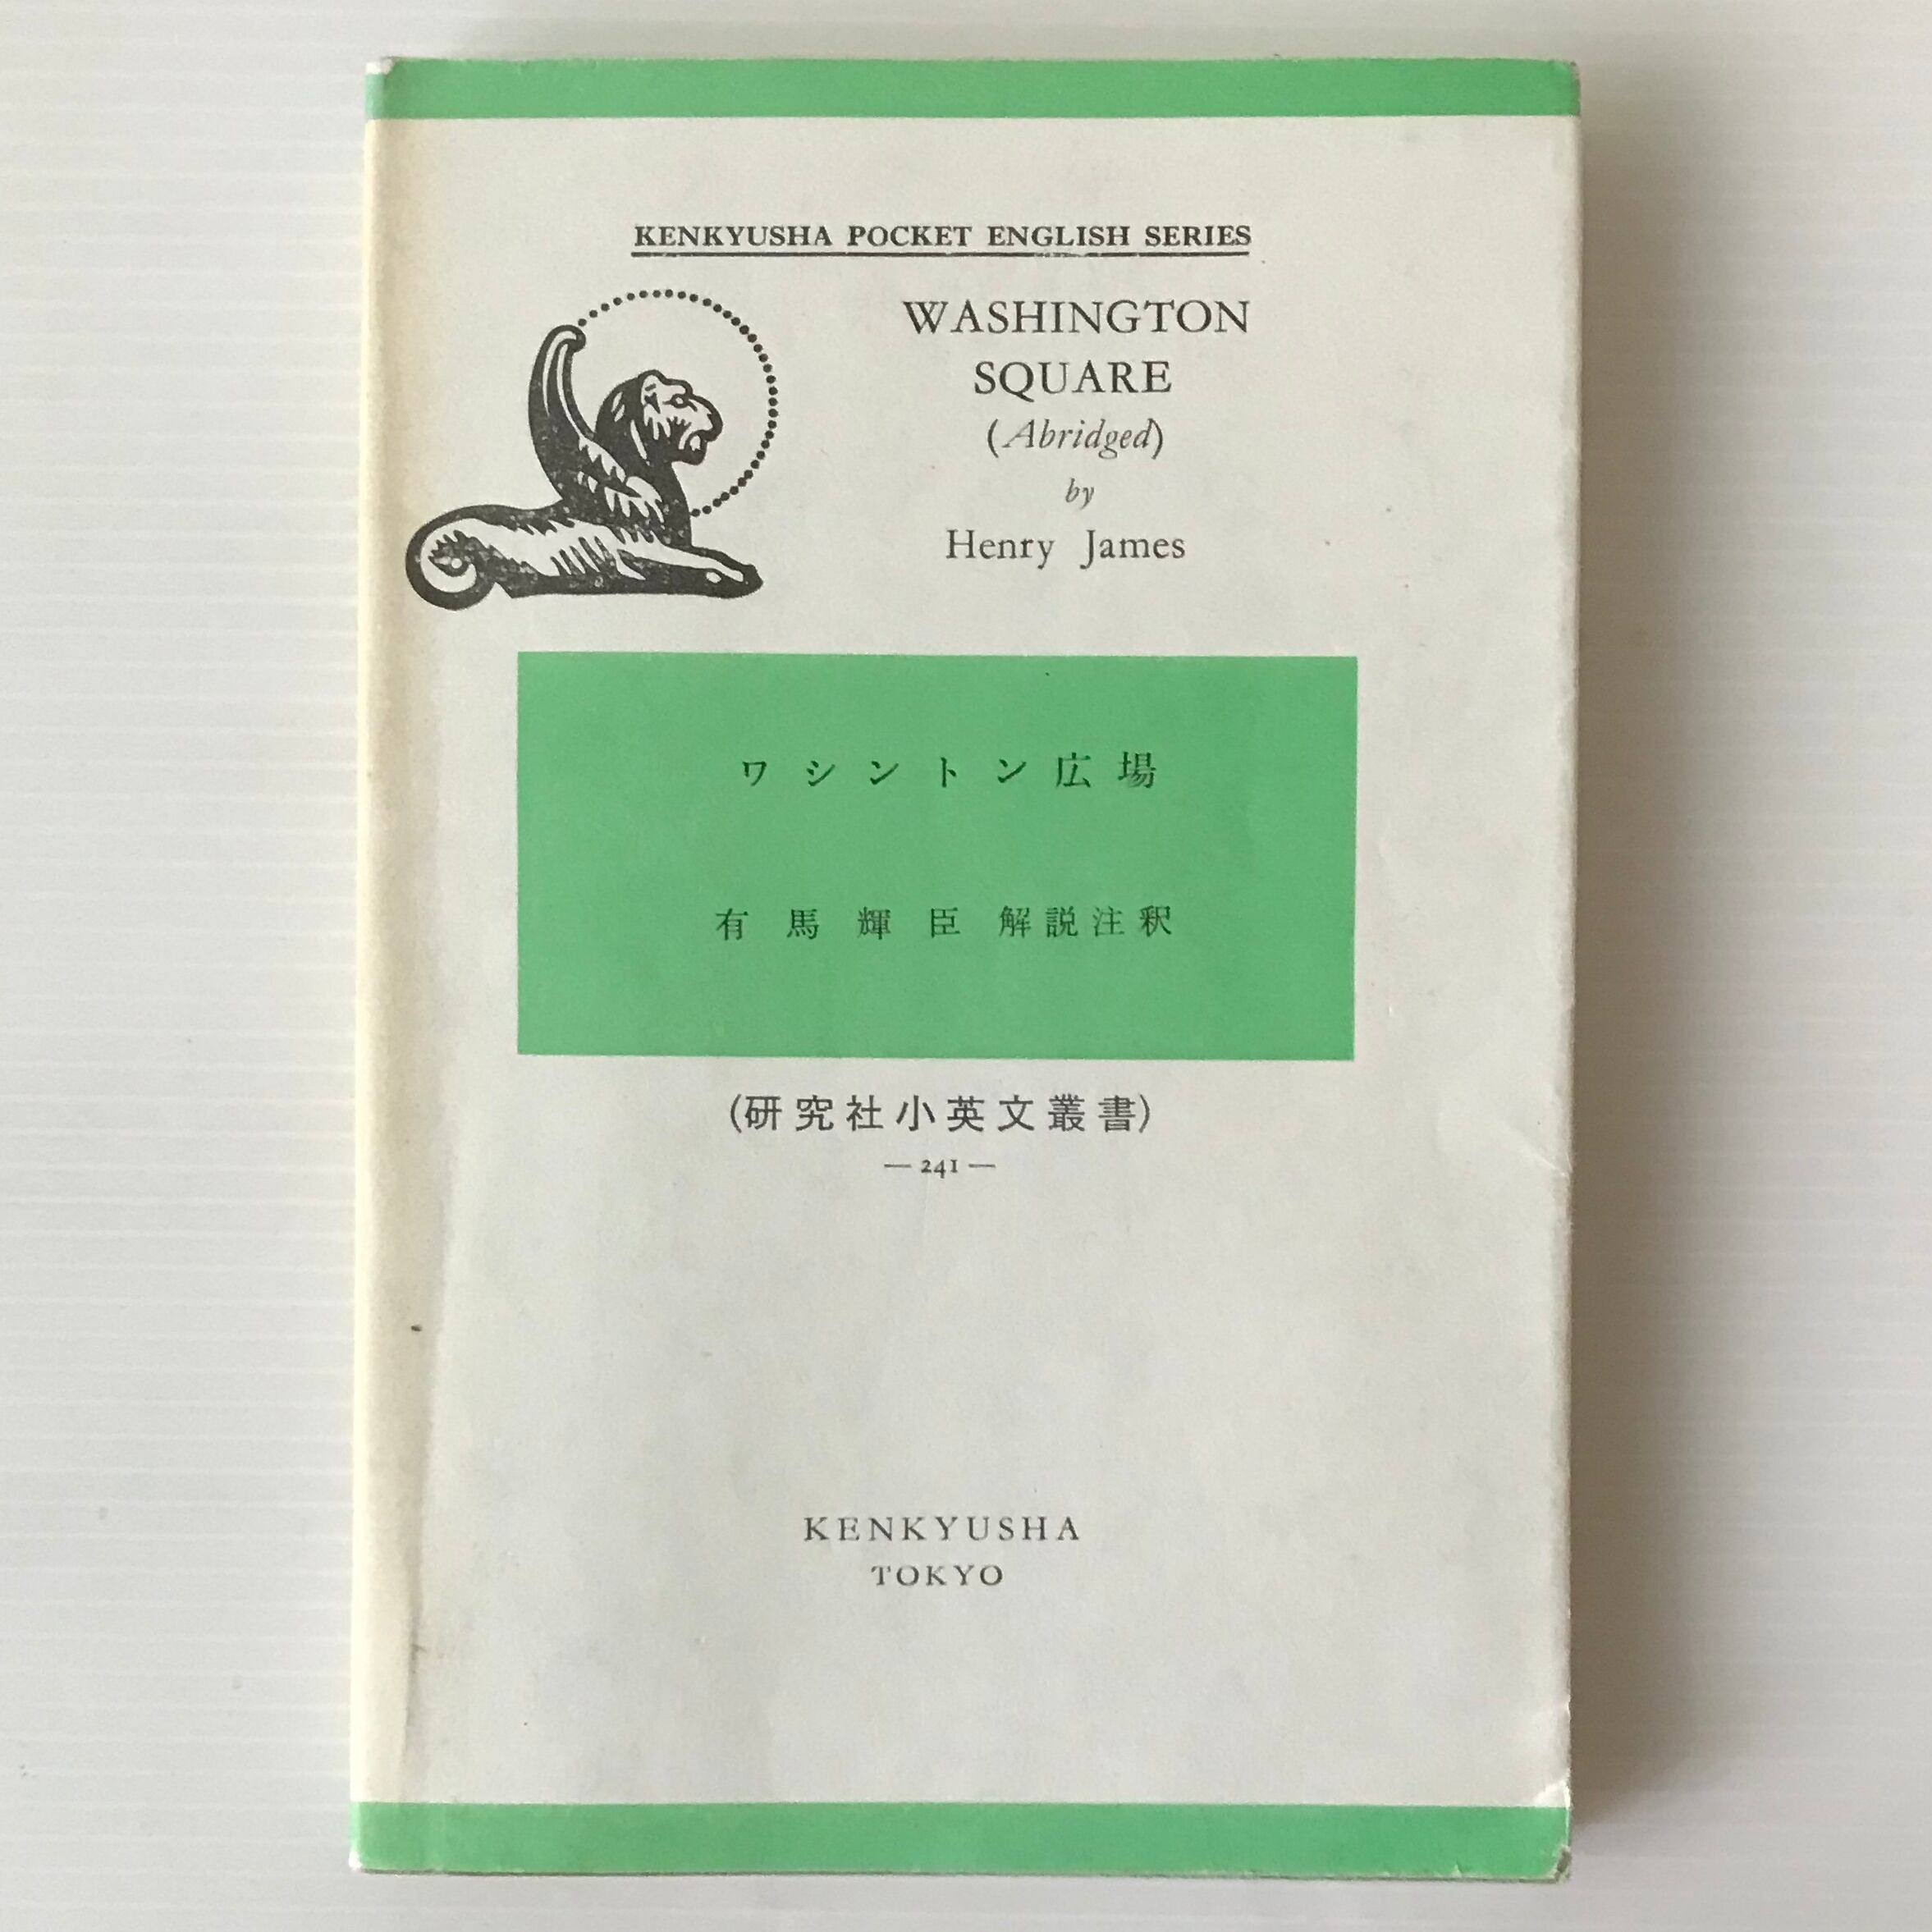 KENKYUSHA POCKET ENGLISH SERIES
WASHINGTON
SQUARE
(Abridged)
by
Henry James
ワシントン広場
有馬輝臣 解説注釈
(研究社小英文叢書)
— 241 —
KENKYUSHA
TOKYO